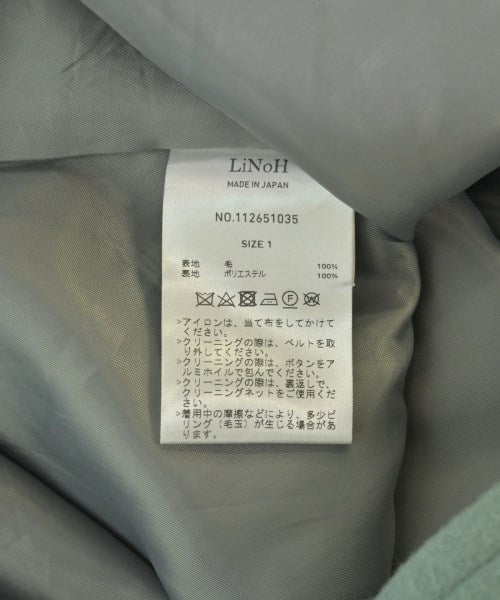 LiNoH
MADE IN JAPAN
NO.112651035
SIZE 1
表地 毛 100%
裏地 ポリエステル 100%
>アイロンは、当て布をしてかけて
ください。
>クリーニングの際は、ベルトを取
り外してください。
>クリーニングの際は、ボタンをア
ルミホイルで包んでください。
>クリーニングの際は、裏返しで、
クリーニングネットをご使用くだ
さい。
>着用中の摩擦などにより、多少ピ
リング(毛玉)が生じる場合があ
ります。